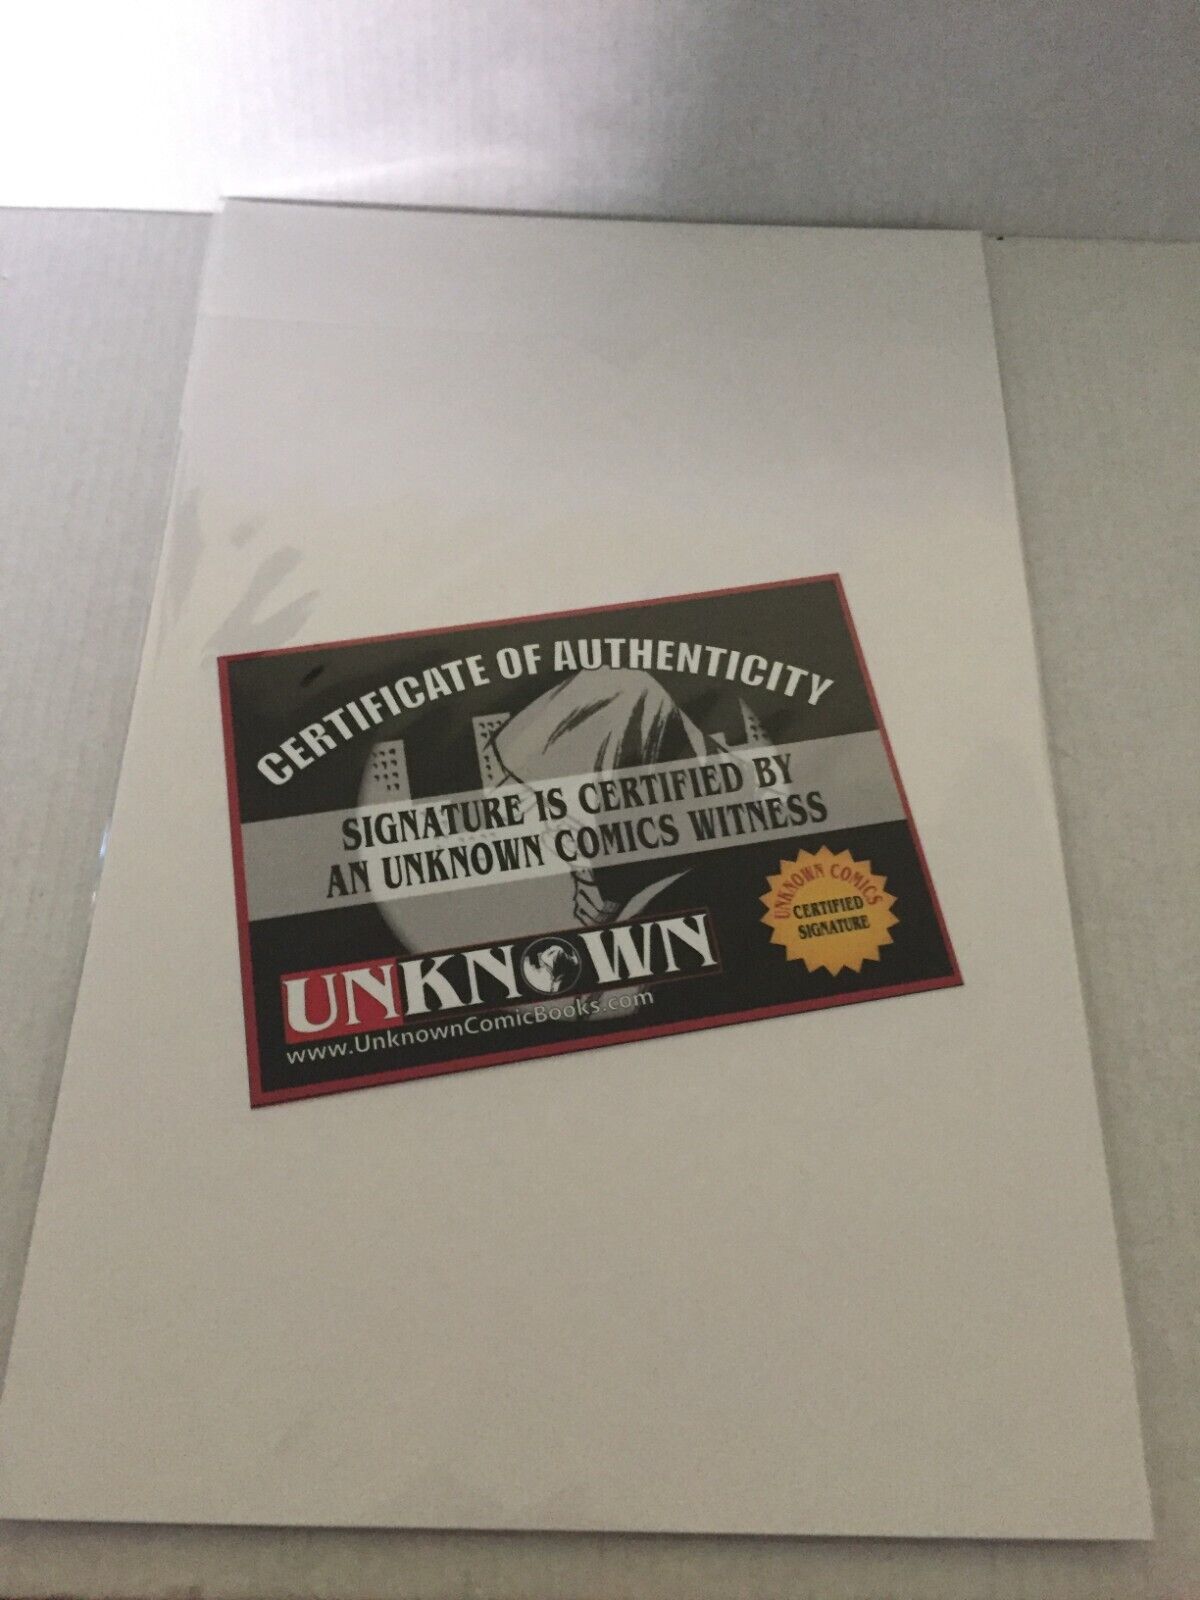 CERTIFICATE OF AUTHENTICITY
SIGNATURE IS CERTIFIED BY
AN UNKNOWN COMICS WITNESS
UNKNOWN COMICS
CERTIFIED
SIGNATURE
UNKNOWN
www.UnknownComicBooks.com